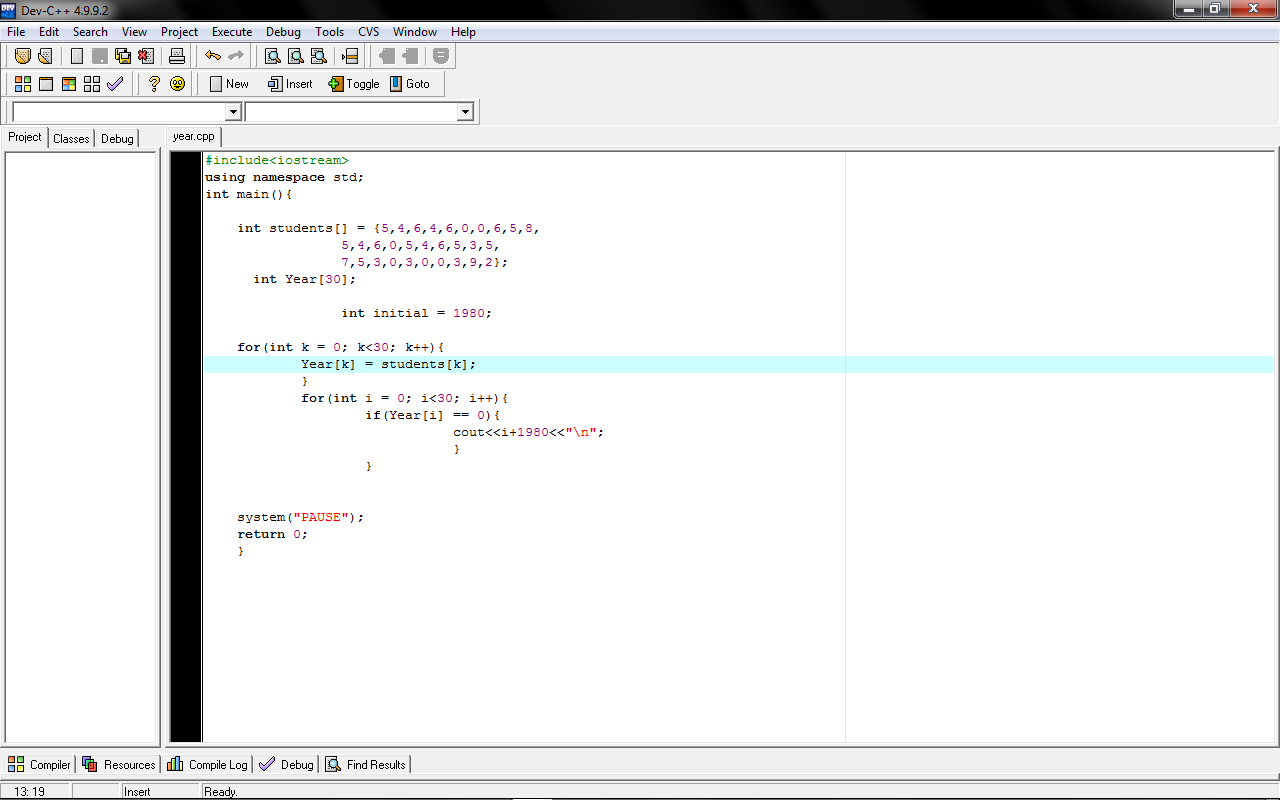 Dev-C++ 4.9.9.2
File Edit Search View Project Execute Debug Tools CVS Window Help
New Insert Toggle Goto
Project Classes Debug year.cpp
#include<iostream>
using namespace std;
int main(){
int students[] = {5,4,6,4,6,0,0,6,5,8,
5,4,6,0,5,4,6,5,3,5,
7,5,3,0,3,0,0,3,9,2};
int Year[30];
int initial = 1980;
for(int k = 0; k<30; k++){
Year[k] = students[k];
}
for(int i = 0; i<30; i++){
if(Year[i] == 0){
cout<<i+1980<<"\n";
}
}
system("PAUSE");
return 0;
}
Compiler Resources Compile Log Debug Find Results
13: 19 Insert Ready.